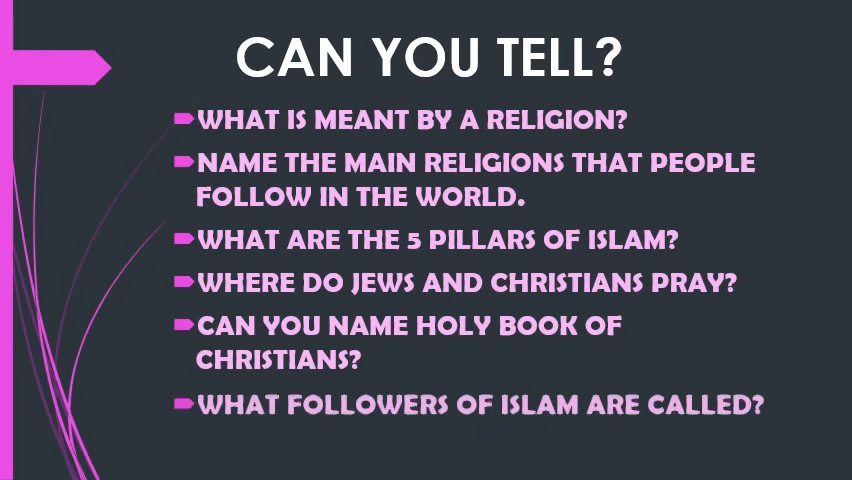 CAN YOU TELL?
WHAT IS MEANT BY A RELIGION?
NAME THE MAIN RELIGIONS THAT PEOPLE
FOLLOW IN THE WORLD.
WHAT ARE THE 5 PILLARS OF ISLAM?
WHERE DO JEWS AND CHRISTIANS PRAY?
CAN YOU NAME HOLY BOOK OF
CHRISTIANS?
WHAT FOLLOWERS OF ISLAM ARE CALLED?